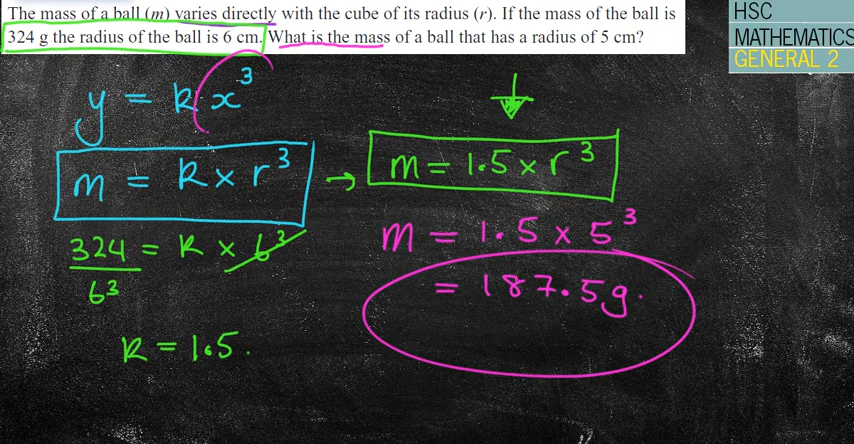 The mass of a ball (m) varies directly with the cube of its radius (r). If the mass of the ball is
324 g the radius of the ball is 6 cm. What is the mass of a ball that has a radius of 5 cm?
HSC
MATHEMATICS
GENERAL 2
y = k x³
m = k × r³
324 = k × 6³
6³
k = 1.5.
→ m = 1.5 × r³
m = 1.5 × 5³
= 187.5g.